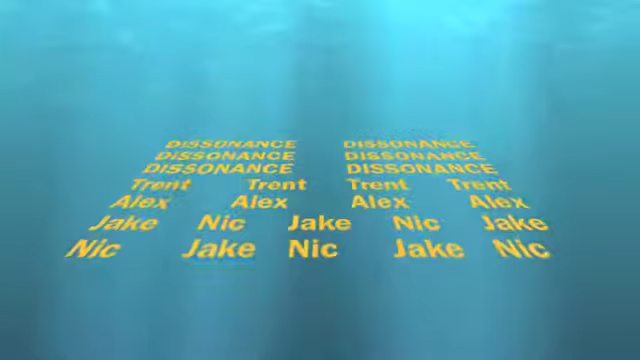 DISSONANCE DISSONANCE
DISSONANCE DISSONANCE
DISSONANCE DISSONANCE
Trent Trent Trent Trent
Alex Alex Alex Alex
Jake Nic Jake Nic Jake
Nic Jake Nic Jake Nic